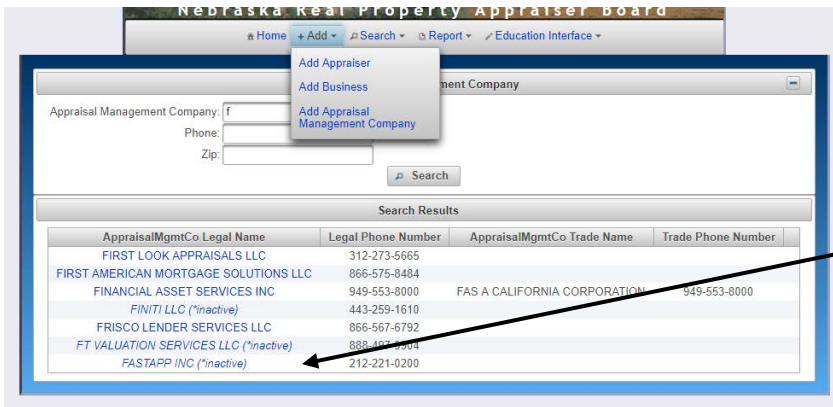 Nebraska Real Property Appraiser Board
Home + Add Search Report Education Interface
Add Appraiser
Add Business
Add Appraisal
Management Company
ment Company
Appraisal Management Company: f
Phone:
Zip:
Search
Search Results
AppraisalMgmtCo Legal Name Legal Phone Number AppraisalMgmtCo Trade Name Trade Phone Number
FIRST LOOK APPRAISALS LLC 312-273-5665
FIRST AMERICAN MORTGAGE SOLUTIONS LLC 866-575-8484
FINANCIAL ASSET SERVICES INC 949-553-8000 FAS A CALIFORNIA CORPORATION 949-553-8000
FINITI LLC (*inactive) 443-259-1610
FRISCO LENDER SERVICES LLC 866-567-6792
FT VALUATION SERVICES LLC (*inactive)
FASTAPP INC (*inactive) 212-221-0200